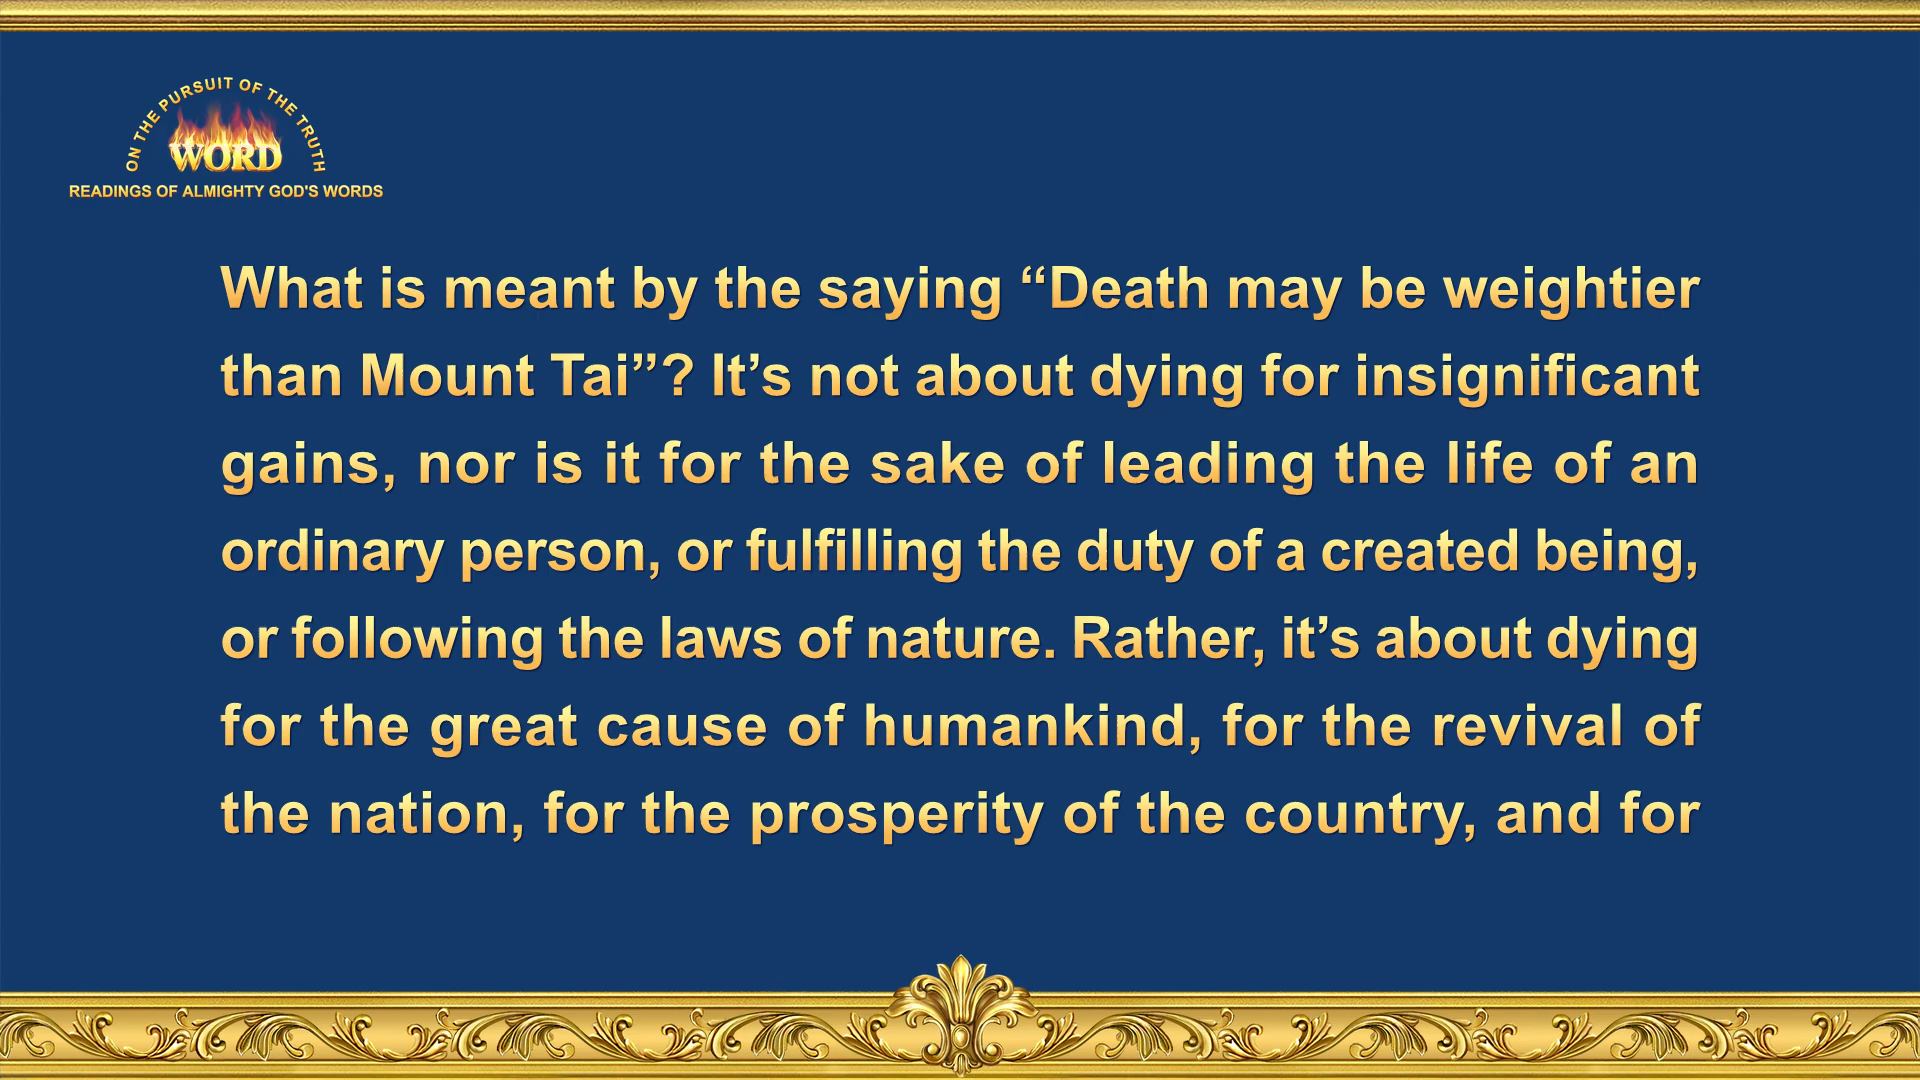 ON THE PURSUIT OF THE TRUTH
WORD
READINGS OF ALMIGHTY GOD'S WORDS
What is meant by the saying “Death may be weightier
than Mount Tai”? It’s not about dying for insignificant
gains, nor is it for the sake of leading the life of an
ordinary person, or fulfilling the duty of a created being,
or following the laws of nature. Rather, it’s about dying
for the great cause of humankind, for the revival of
the nation, for the prosperity of the country, and for